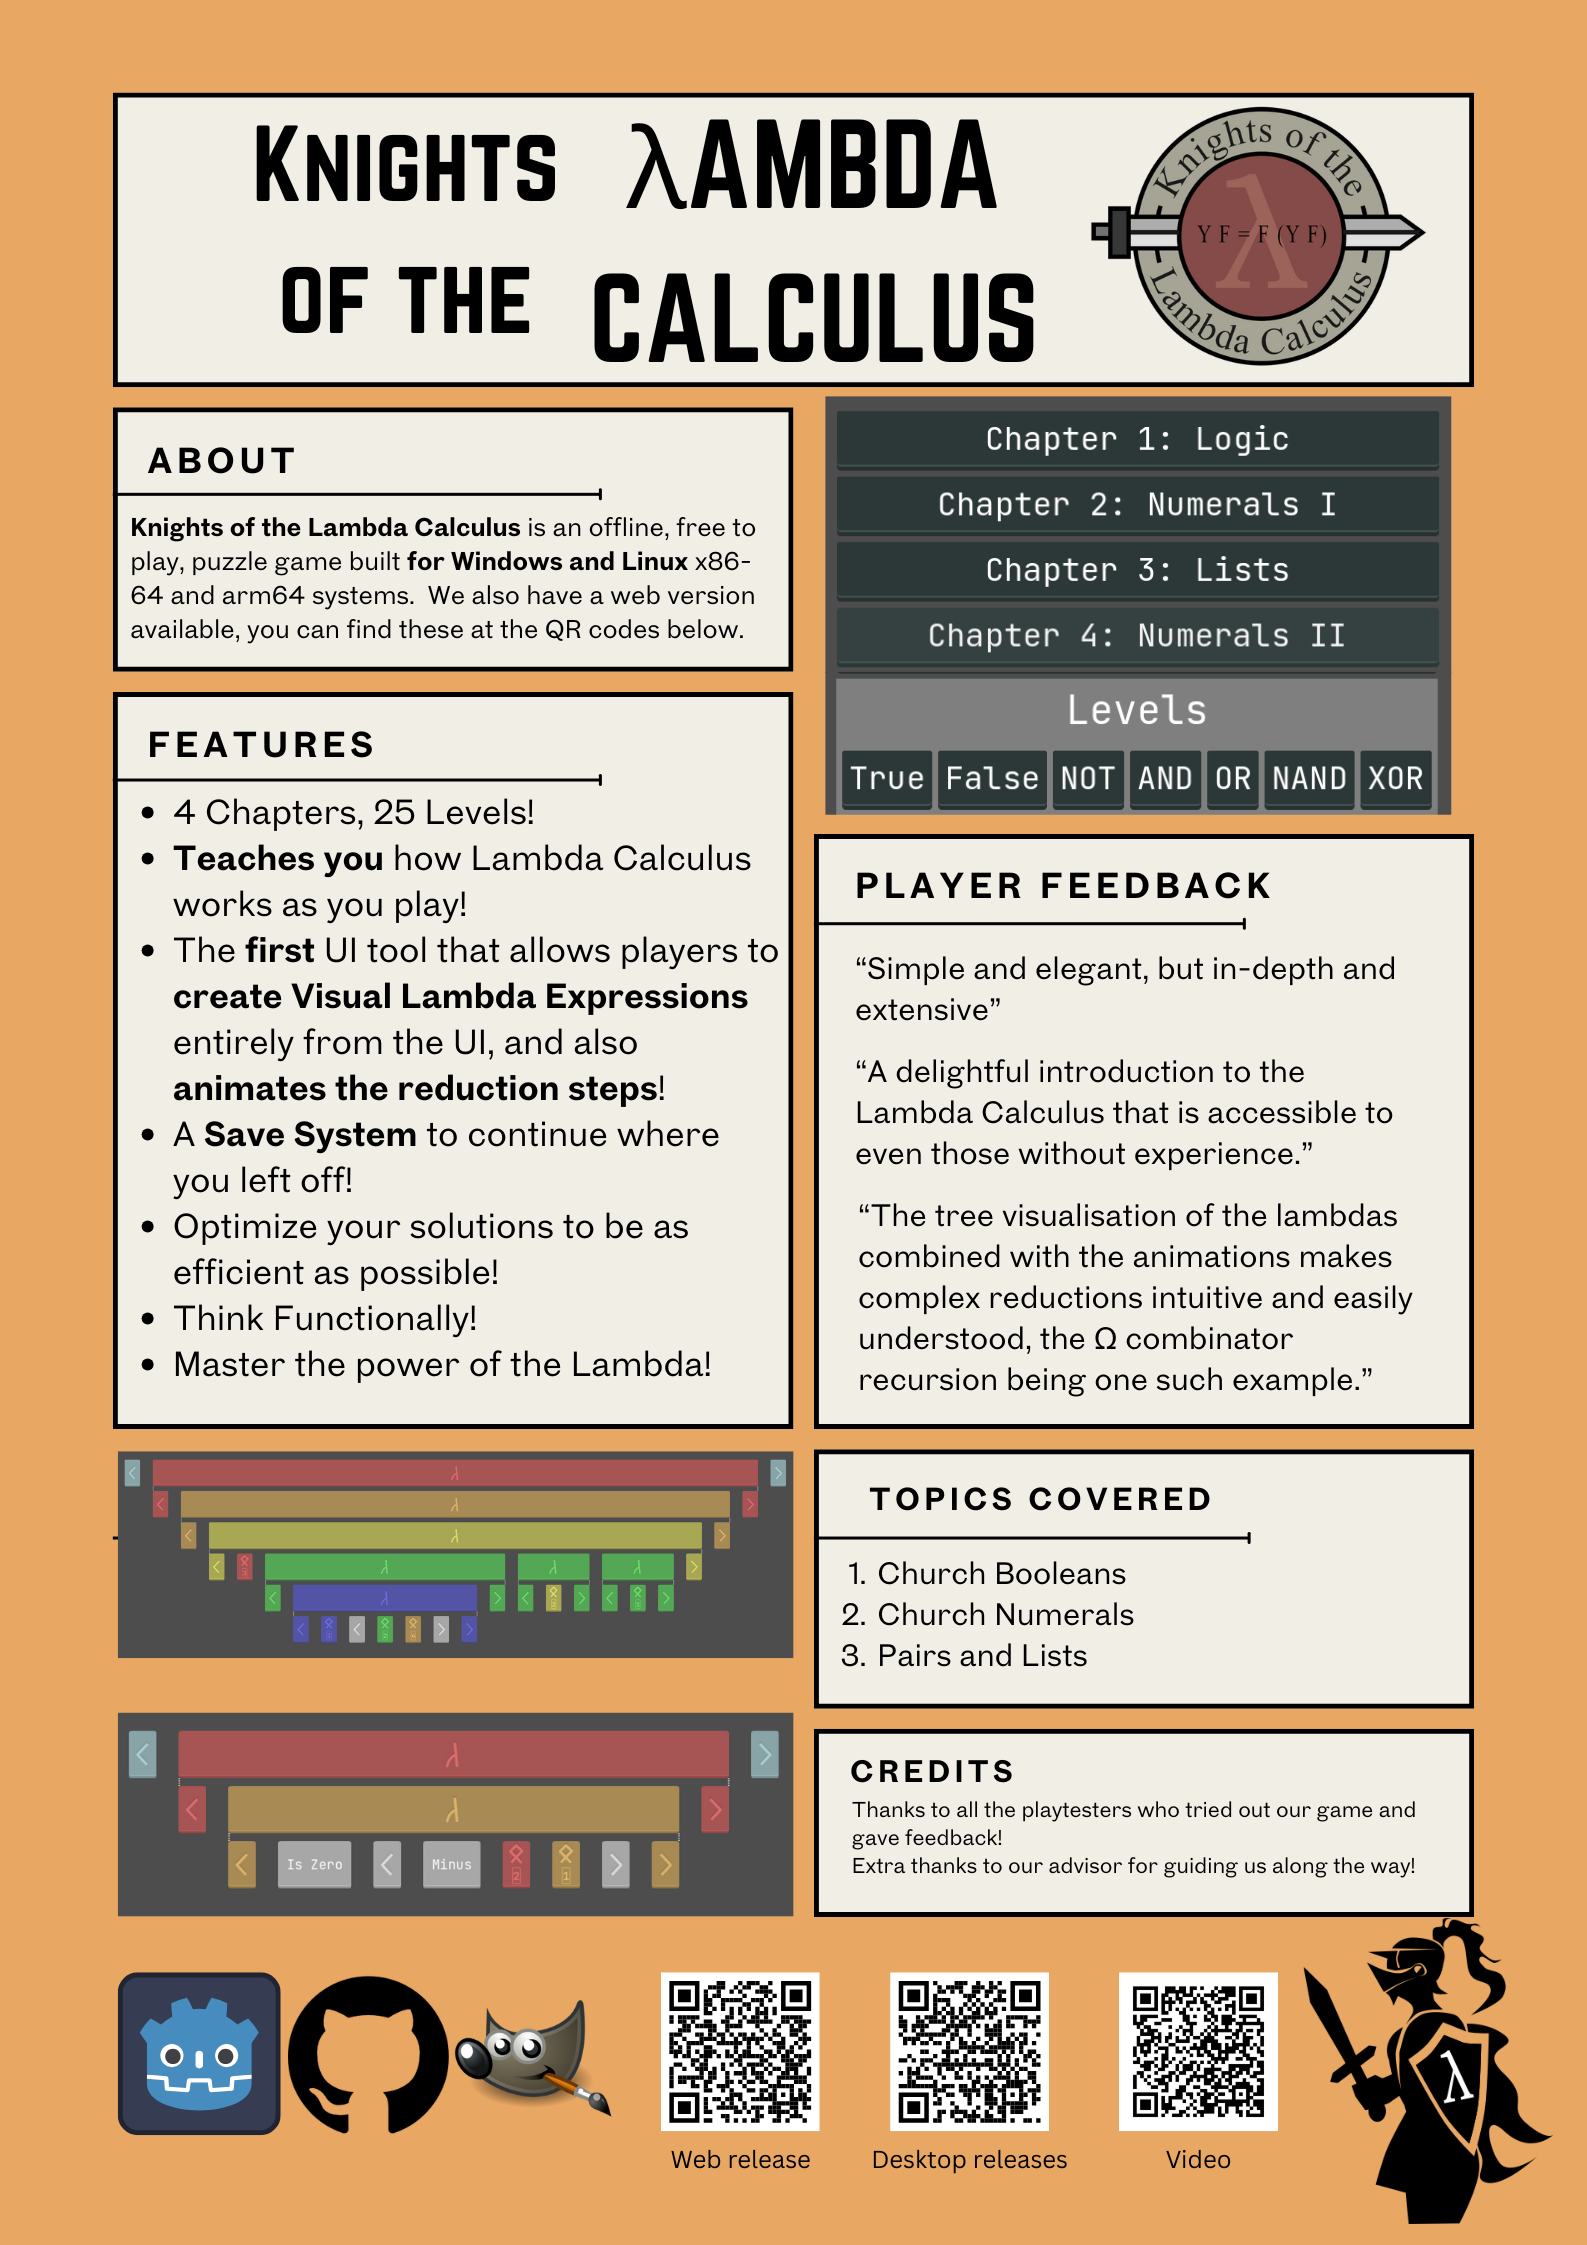 KNIGHTS
OF THE
λAMBDA
CALCULUS
Knights of the
Y F = F (Y F)
λ
Lambda Calculus
ABOUT
Knights of the Lambda Calculus is an offline, free to
play, puzzle game built for Windows and Linux x86-
64 and arm64 systems.  We also have a web version
available, you can find these at the QR codes below.
Chapter 1: Logic
Chapter 2: Numerals I
Chapter 3: Lists
Chapter 4: Numerals II
Levels
True False NOT AND OR NAND XOR
FEATURES
• 4 Chapters, 25 Levels!
• Teaches you how Lambda Calculus
works as you play!
• The first UI tool that allows players to
create Visual Lambda Expressions
entirely from the UI, and also
animates the reduction steps!
• A Save System to continue where
you left off!
• Optimize your solutions to be as
efficient as possible!
• Think Functionally!
• Master the power of the Lambda!
PLAYER FEEDBACK
“Simple and elegant, but in-depth and
extensive”
“A delightful introduction to the
Lambda Calculus that is accessible to
even those without experience.”
“The tree visualisation of the lambdas
combined with the animations makes
complex reductions intuitive and easily
understood, the Ω combinator
recursion being one such example.”
λ
λ
λ
λ λ λ
λ
TOPICS COVERED
1. Church Booleans
2. Church Numerals
3. Pairs and Lists
λ
λ
Is Zero Minus 2 1
CREDITS
Thanks to all the playtesters who tried out our game and
gave feedback!
Extra thanks to our advisor for guiding us along the way!
Web release
Desktop releases
Video
λ